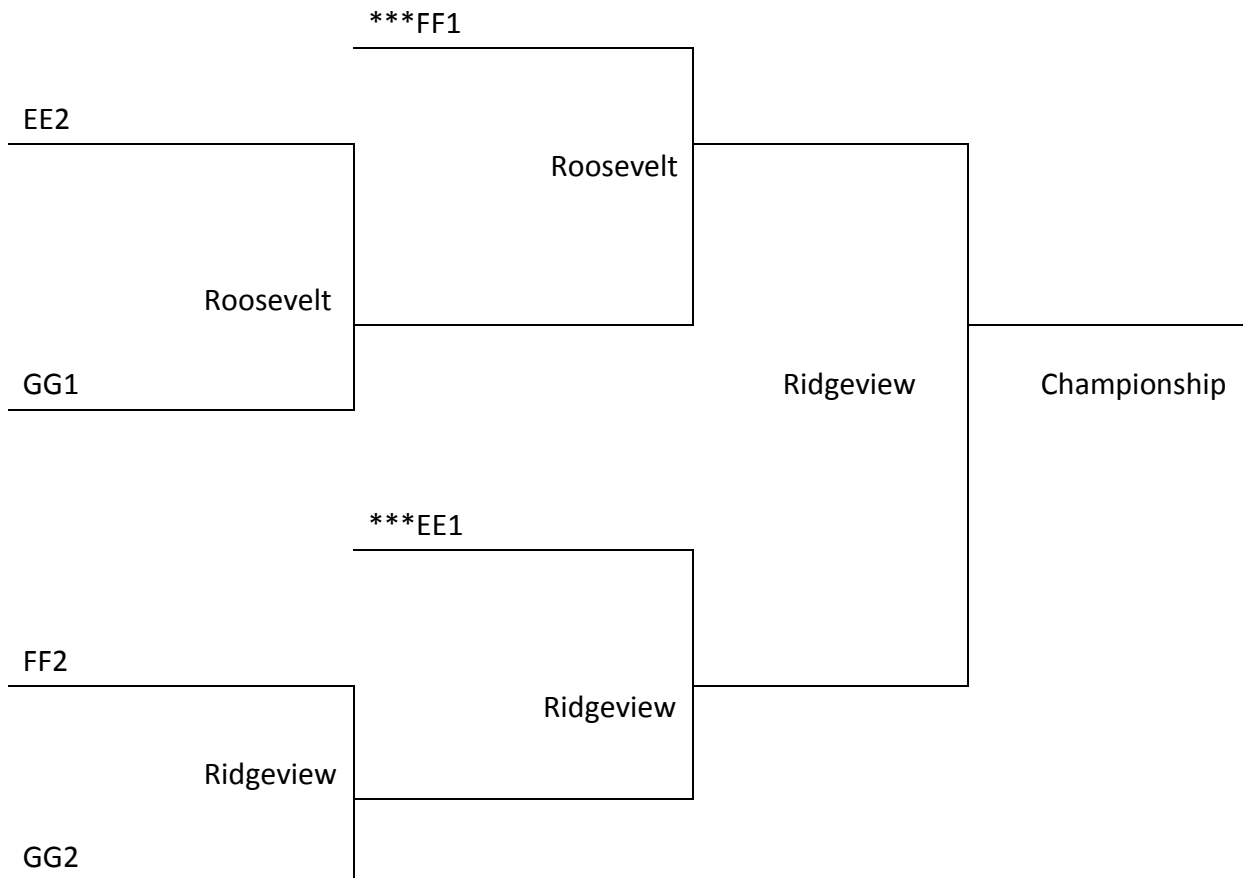 ***FF1
EE2
Roosevelt
Roosevelt
GG1
Ridgeview
Championship
***EE1
FF2
Ridgeview
Ridgeview
GG2